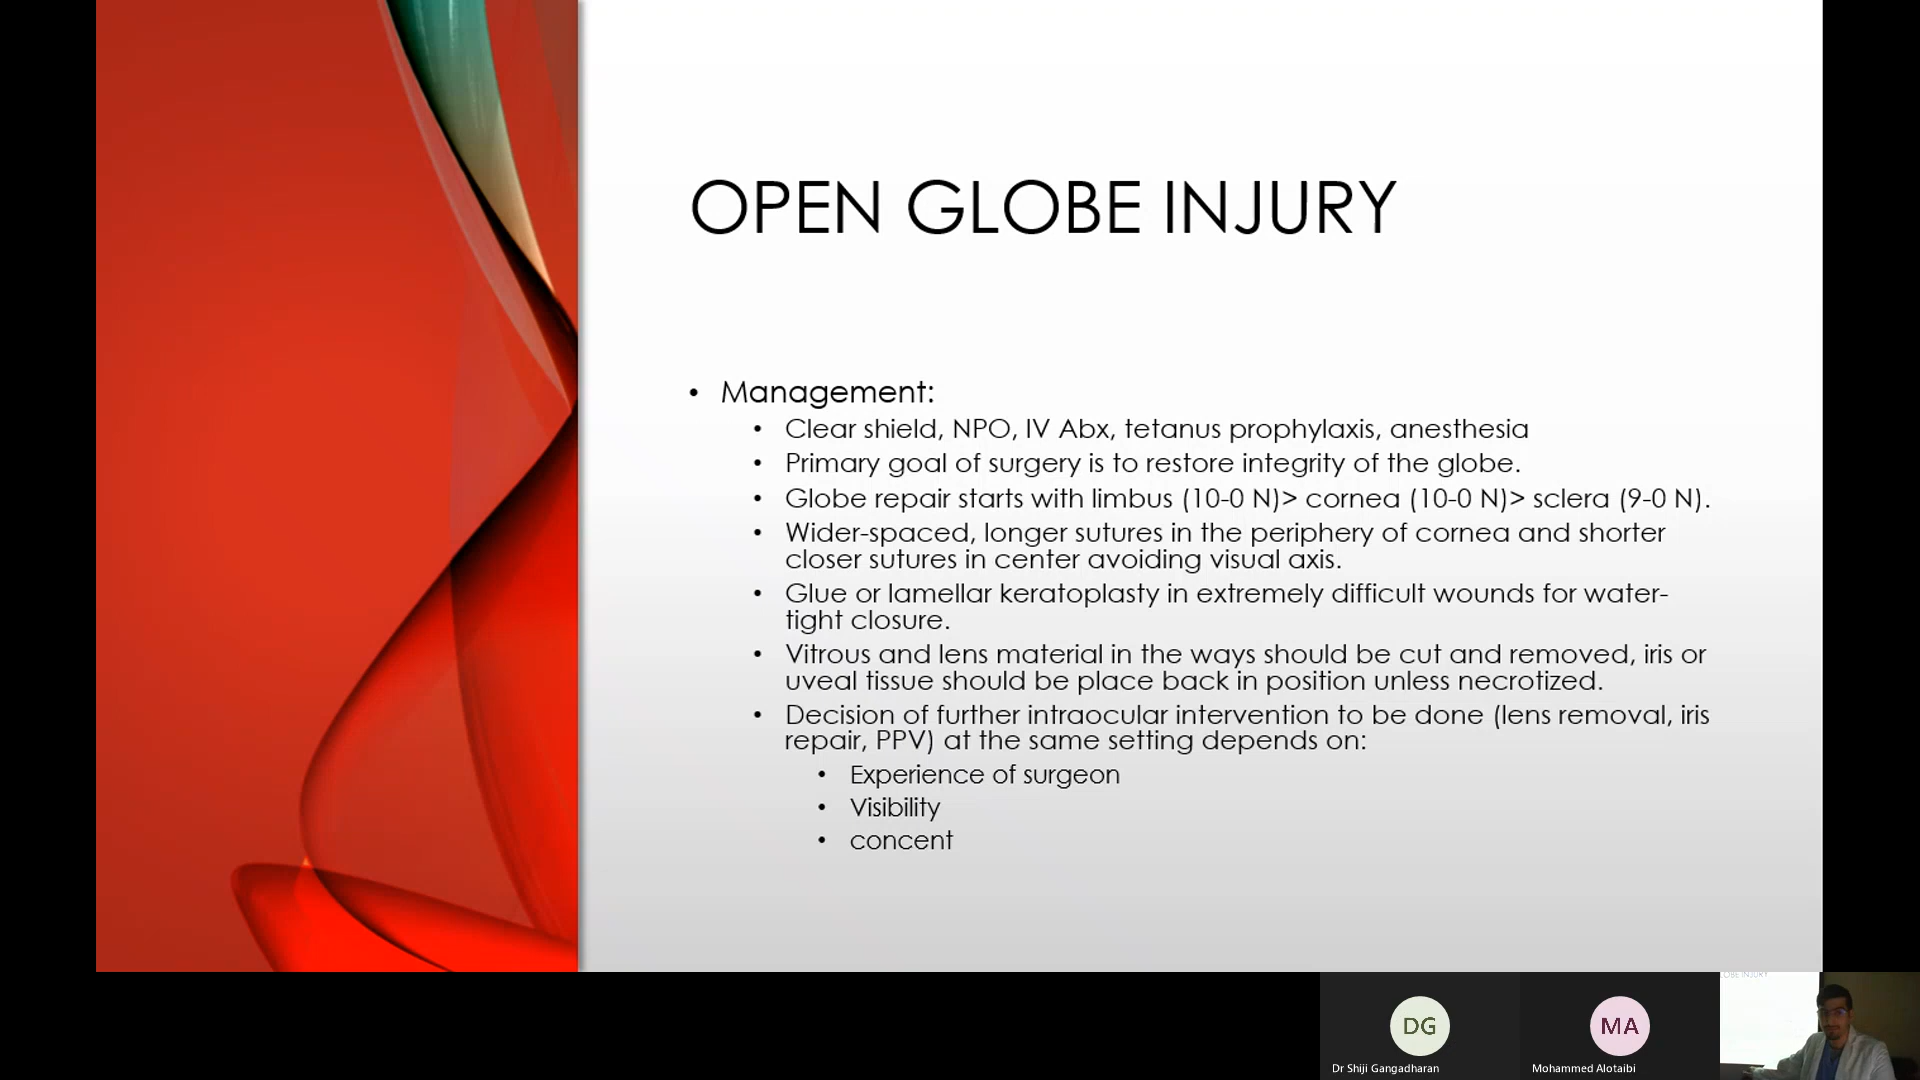 OPEN GLOBE INJURY
• Management:
• Clear shield, NPO, IV Abx, tetanus prophylaxis, anesthesia
• Primary goal of surgery is to restore integrity of the globe.
• Globe repair starts with limbus (10-0 N)> cornea (10-0 N)> sclera (9-0 N).
• Wider-spaced, longer sutures in the periphery of cornea and shorter
closer sutures in center avoiding visual axis.
• Glue or lamellar keratoplasty in extremely difficult wounds for water-
tight closure.
• Vitrous and lens material in the ways should be cut and removed, iris or
uveal tissue should be place back in position unless necrotized.
• Decision of further intraocular intervention to be done (lens removal, iris
repair, PPV) at the same setting depends on:
• Experience of surgeon
• Visibility
• concent
DG
Dr Shiji Gangadharan
MA
Mohammed Alotaibi